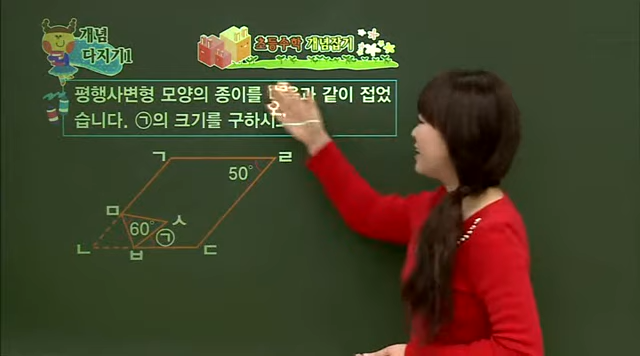 개념
다지기1
초등수학 개념잡기
평행사변형 모양의 종이를 같이 접었
습니다. ㉠의 크기를 구하시오
ㄱ ㄹ
50°
ㅁ
60° ㅅ
㉠
ㄴ ㅂ ㄷ